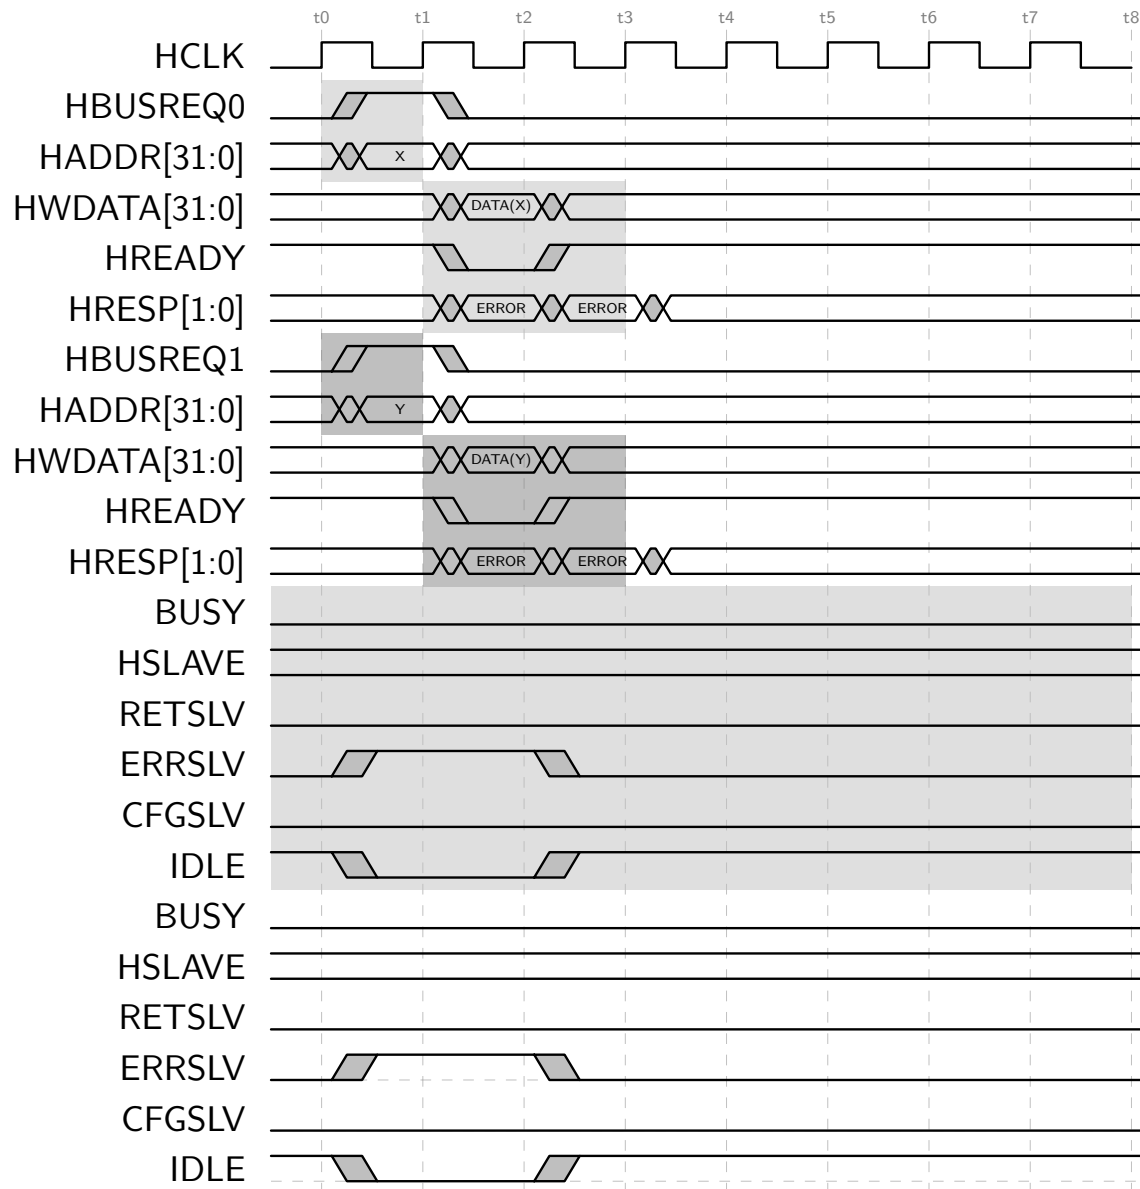 t0 t1 t2 t3 t4 t5 t6 t7 t8
HCLK
HBUSREQ0
HADDR[31:0] X
HWDATA[31:0] DATA(X)
HREADY
HRESP[1:0] ERROR ERROR
HBUSREQ1
HADDR[31:0] Y
HWDATA[31:0] DATA(Y)
HREADY
HRESP[1:0] ERROR ERROR
BUSY
HSLAVE
RETSLV
ERRSLV
CFGSLV
IDLE
BUSY
HSLAVE
RETSLV
ERRSLV
CFGSLV
IDLE